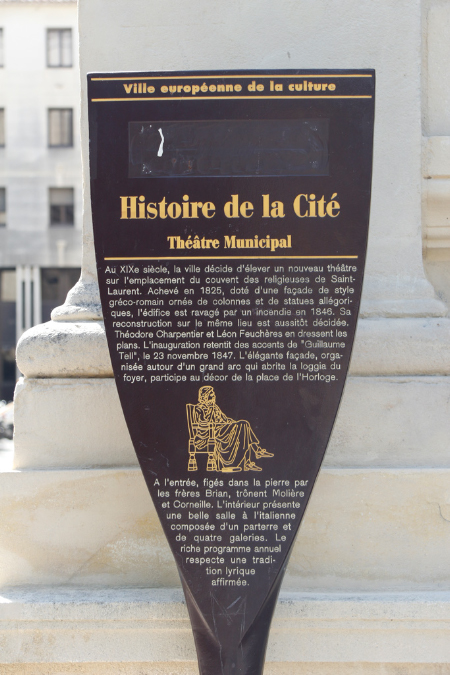 Ville européenne de la culture
Histoire de la Cité
Théâtre Municipal
Au XIXe siècle, la ville décide d'élever un nouveau théâtre
sur l'emplacement du couvent des religieuses de Saint-
Laurent. Achevé en 1825, doté d'une façade de style
gréco-romain ornée de colonnes et de statues allégori-
ques, l'édifice est ravagé par un incendie en 1846. Sa
reconstruction sur le même lieu est aussitôt décidée.
Théodore Charpentier et Léon Feuchères en dressent les
plans. L'inauguration retentit des accents de "Guillaume
Tell", le 23 novembre 1847. L'élégante façade, orga-
nisée autour d'un grand arc qui abrite la loggia du
foyer, participe au décor de la place de l'Horloge.
A l'entrée, figés dans la pierre par
les frères Brian, trônent Molière
et Corneille. L'intérieur présente
une belle salle à l'italienne
composée d'un parterre et
de quatre galeries. Le
riche programme annuel
respecte une tradi-
tion lyrique
affirmée.